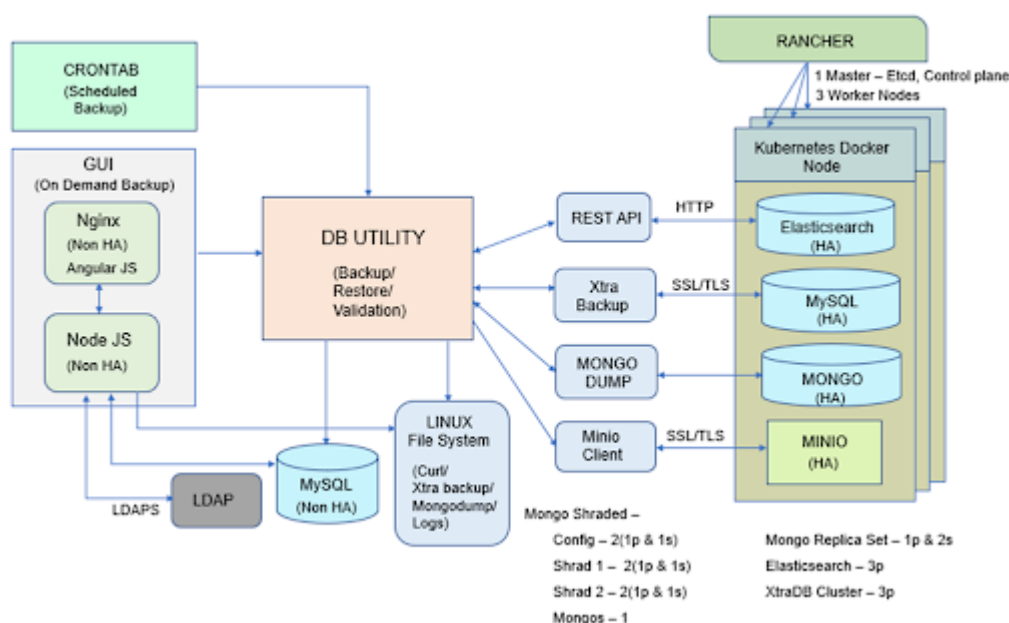 CRONTAB
(Scheduled
Backup)
GUI
(On Demand Backup)
Nginx
(Non HA)
Angular JS
Node JS
(Non HA)
LDAPS
LDAP
DB UTILITY
(Backup/
Restore/
Validation)
MySQL
(Non HA)
LINUX
File System
(Curl/
Xtra backup/
Mongodump/
Logs)
REST API
HTTP
Xtra
Backup
SSL/TLS
MONGO
DUMP
Minio
Client
SSL/TLS
RANCHER
1 Master – Etcd, Control plane
3 Worker Nodes
Kubernetes Docker
Node
Elasticsearch
(HA)
MySQL
(HA)
MONGO
(HA)
MINIO
(HA)
Mongo Shraded –
Config – 2(1p & 1s)
Shrad 1 – 2(1p & 1s)
Shrad 2 – 2(1p & 1s)
Mongos – 1
Mongo Replica Set – 1p & 2s
Elasticsearch – 3p
XtraDB Cluster – 3p